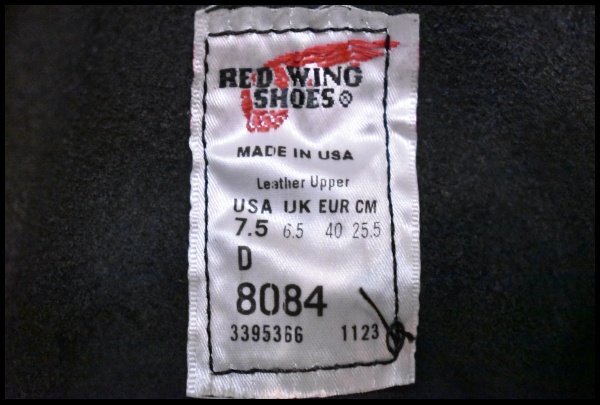 RED WING
SHOES®
MADE IN USA
Leather Upper
USA UK EUR CM
7.5 6.5 40 25.5
D
8084
3395366 1123